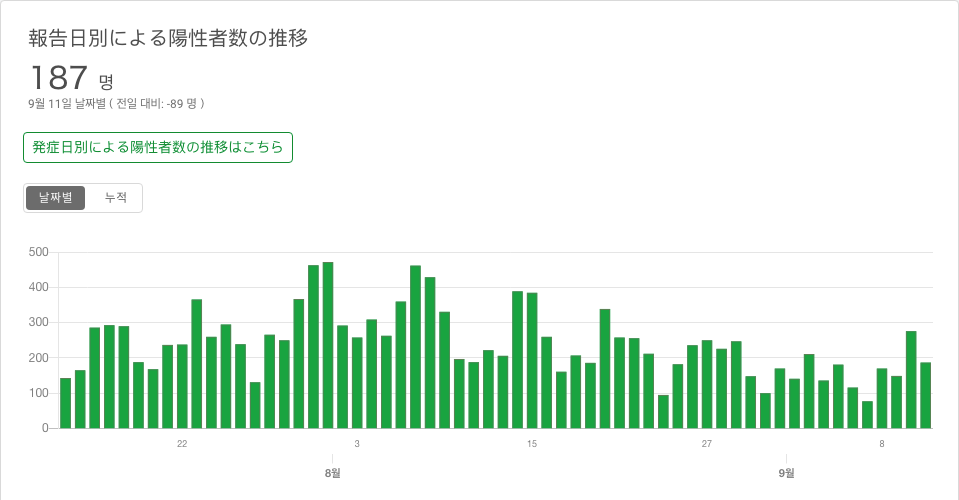 報告日別による陽性者数の推移
187 명
9월 11일 날짜별 ( 전일 대비: -89 명 )
発症日別による陽性者数の推移はこちら
날짜별 누적
500
400
300
200
100
0
22 3 15 27 8
8월 9월